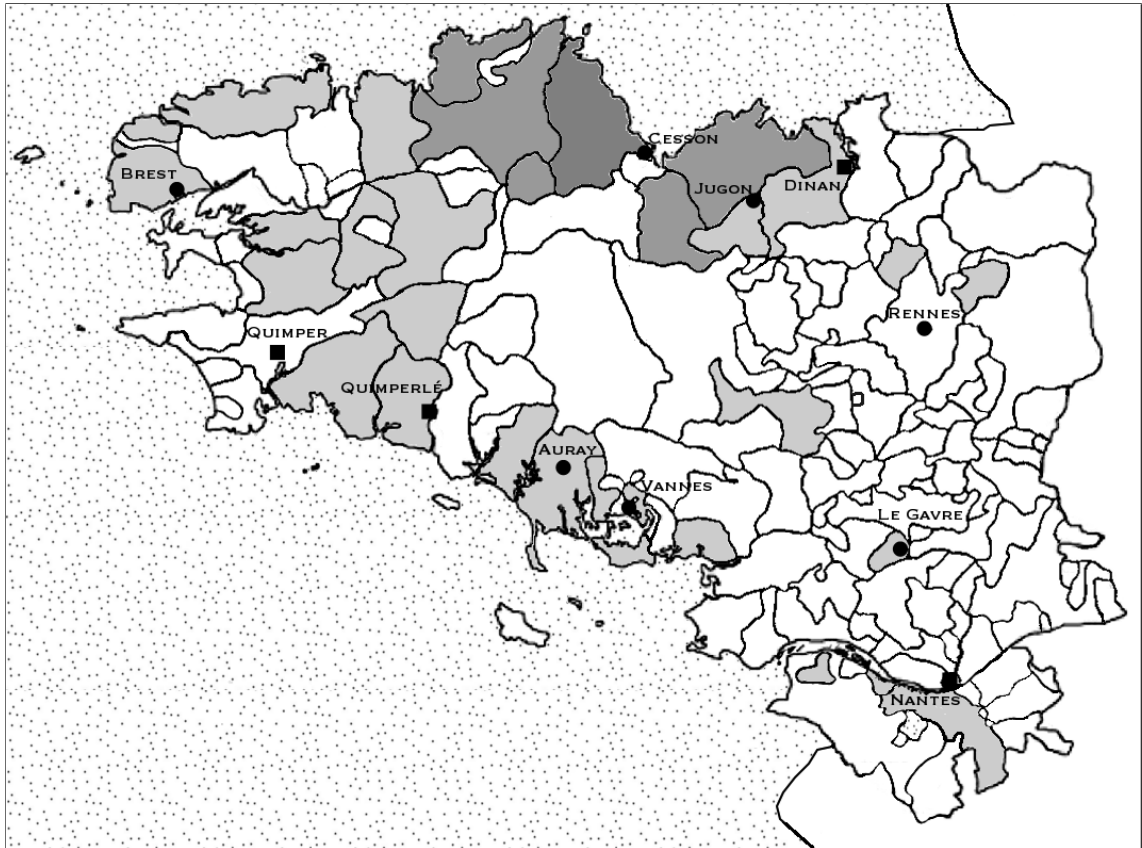 Cesson
Brest
Jugon
Dinan
Rennes
Quimper
Quimperlé
Auray
Vannes
Le Gavre
Nantes